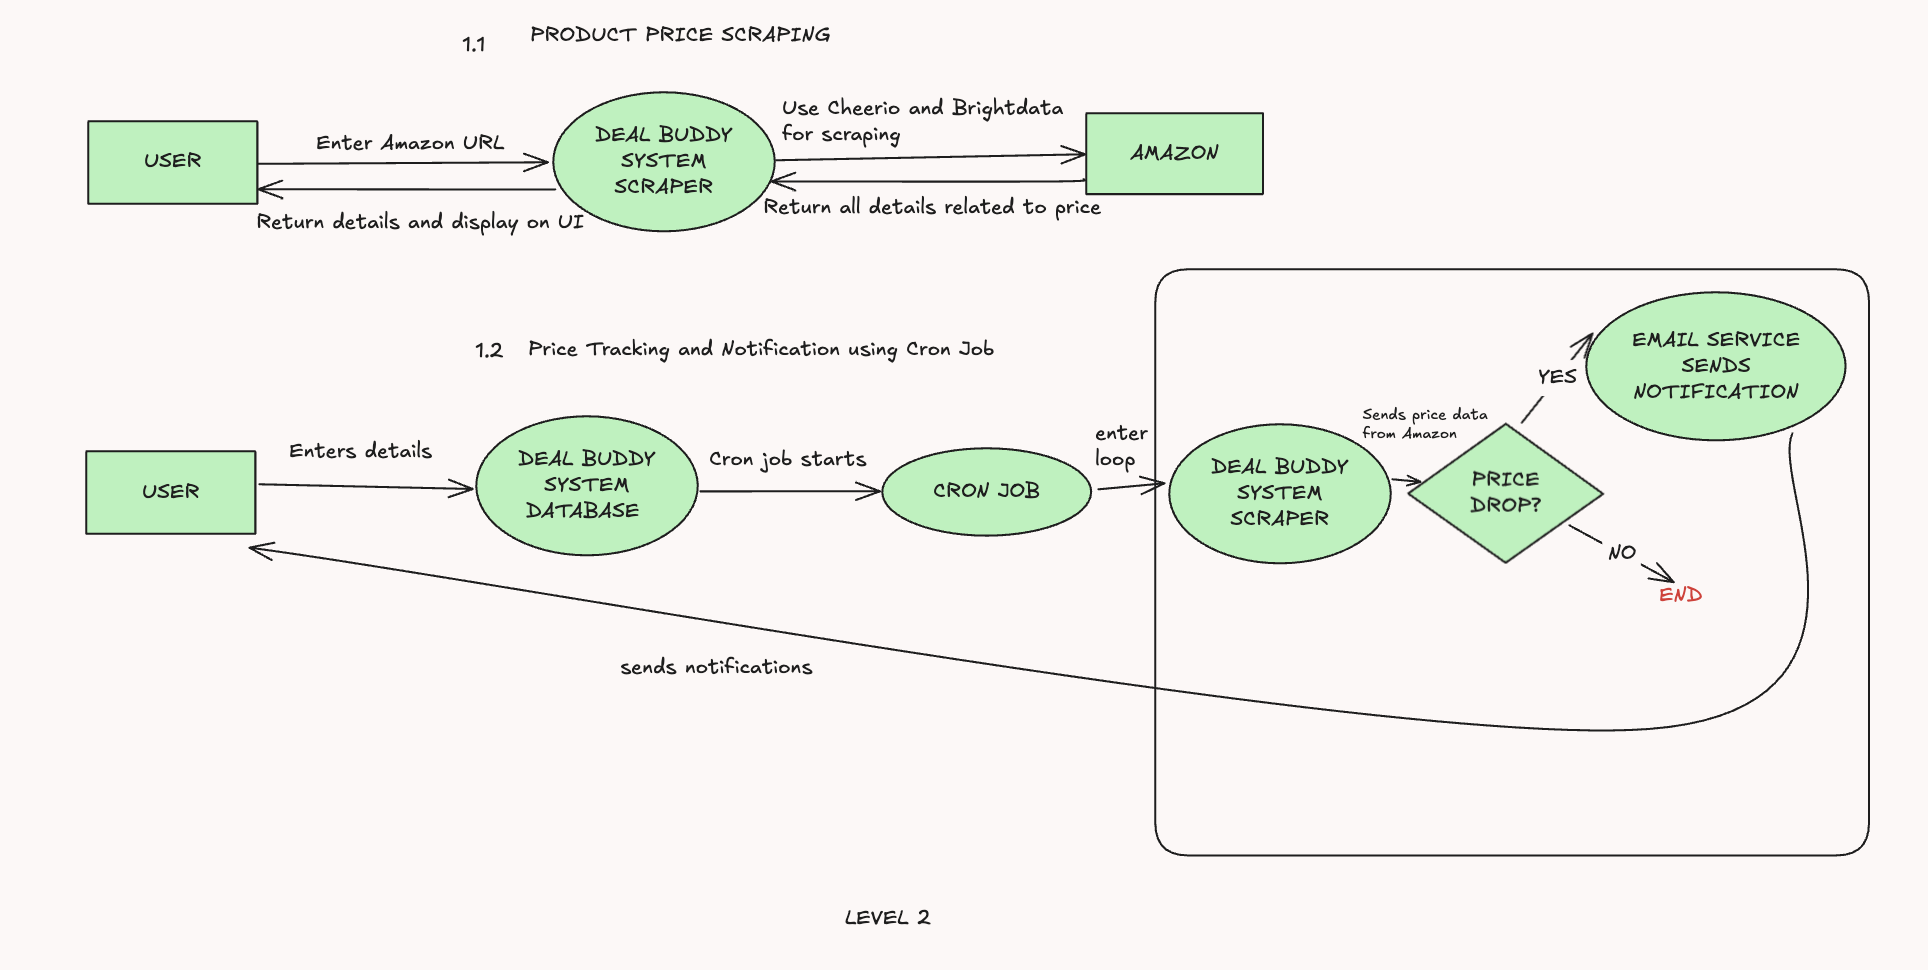 1.1 PRODUCT PRICE SCRAPING
USER
Enter Amazon URL
Return details and display on UI
DEAL BUDDY
SYSTEM
SCRAPER
Use Cheerio and Brightdata
for scraping
Return all details related to price
AMAZON
1.2 Price Tracking and Notification using Cron Job
USER
Enters details
DEAL BUDDY
SYSTEM
DATABASE
Cron job starts
CRON JOB
enter
loop
DEAL BUDDY
SYSTEM
SCRAPER
Sends price data
from Amazon
PRICE
DROP?
YES
EMAIL SERVICE
SENDS
NOTIFICATION
NO
END
sends notifications
LEVEL 2